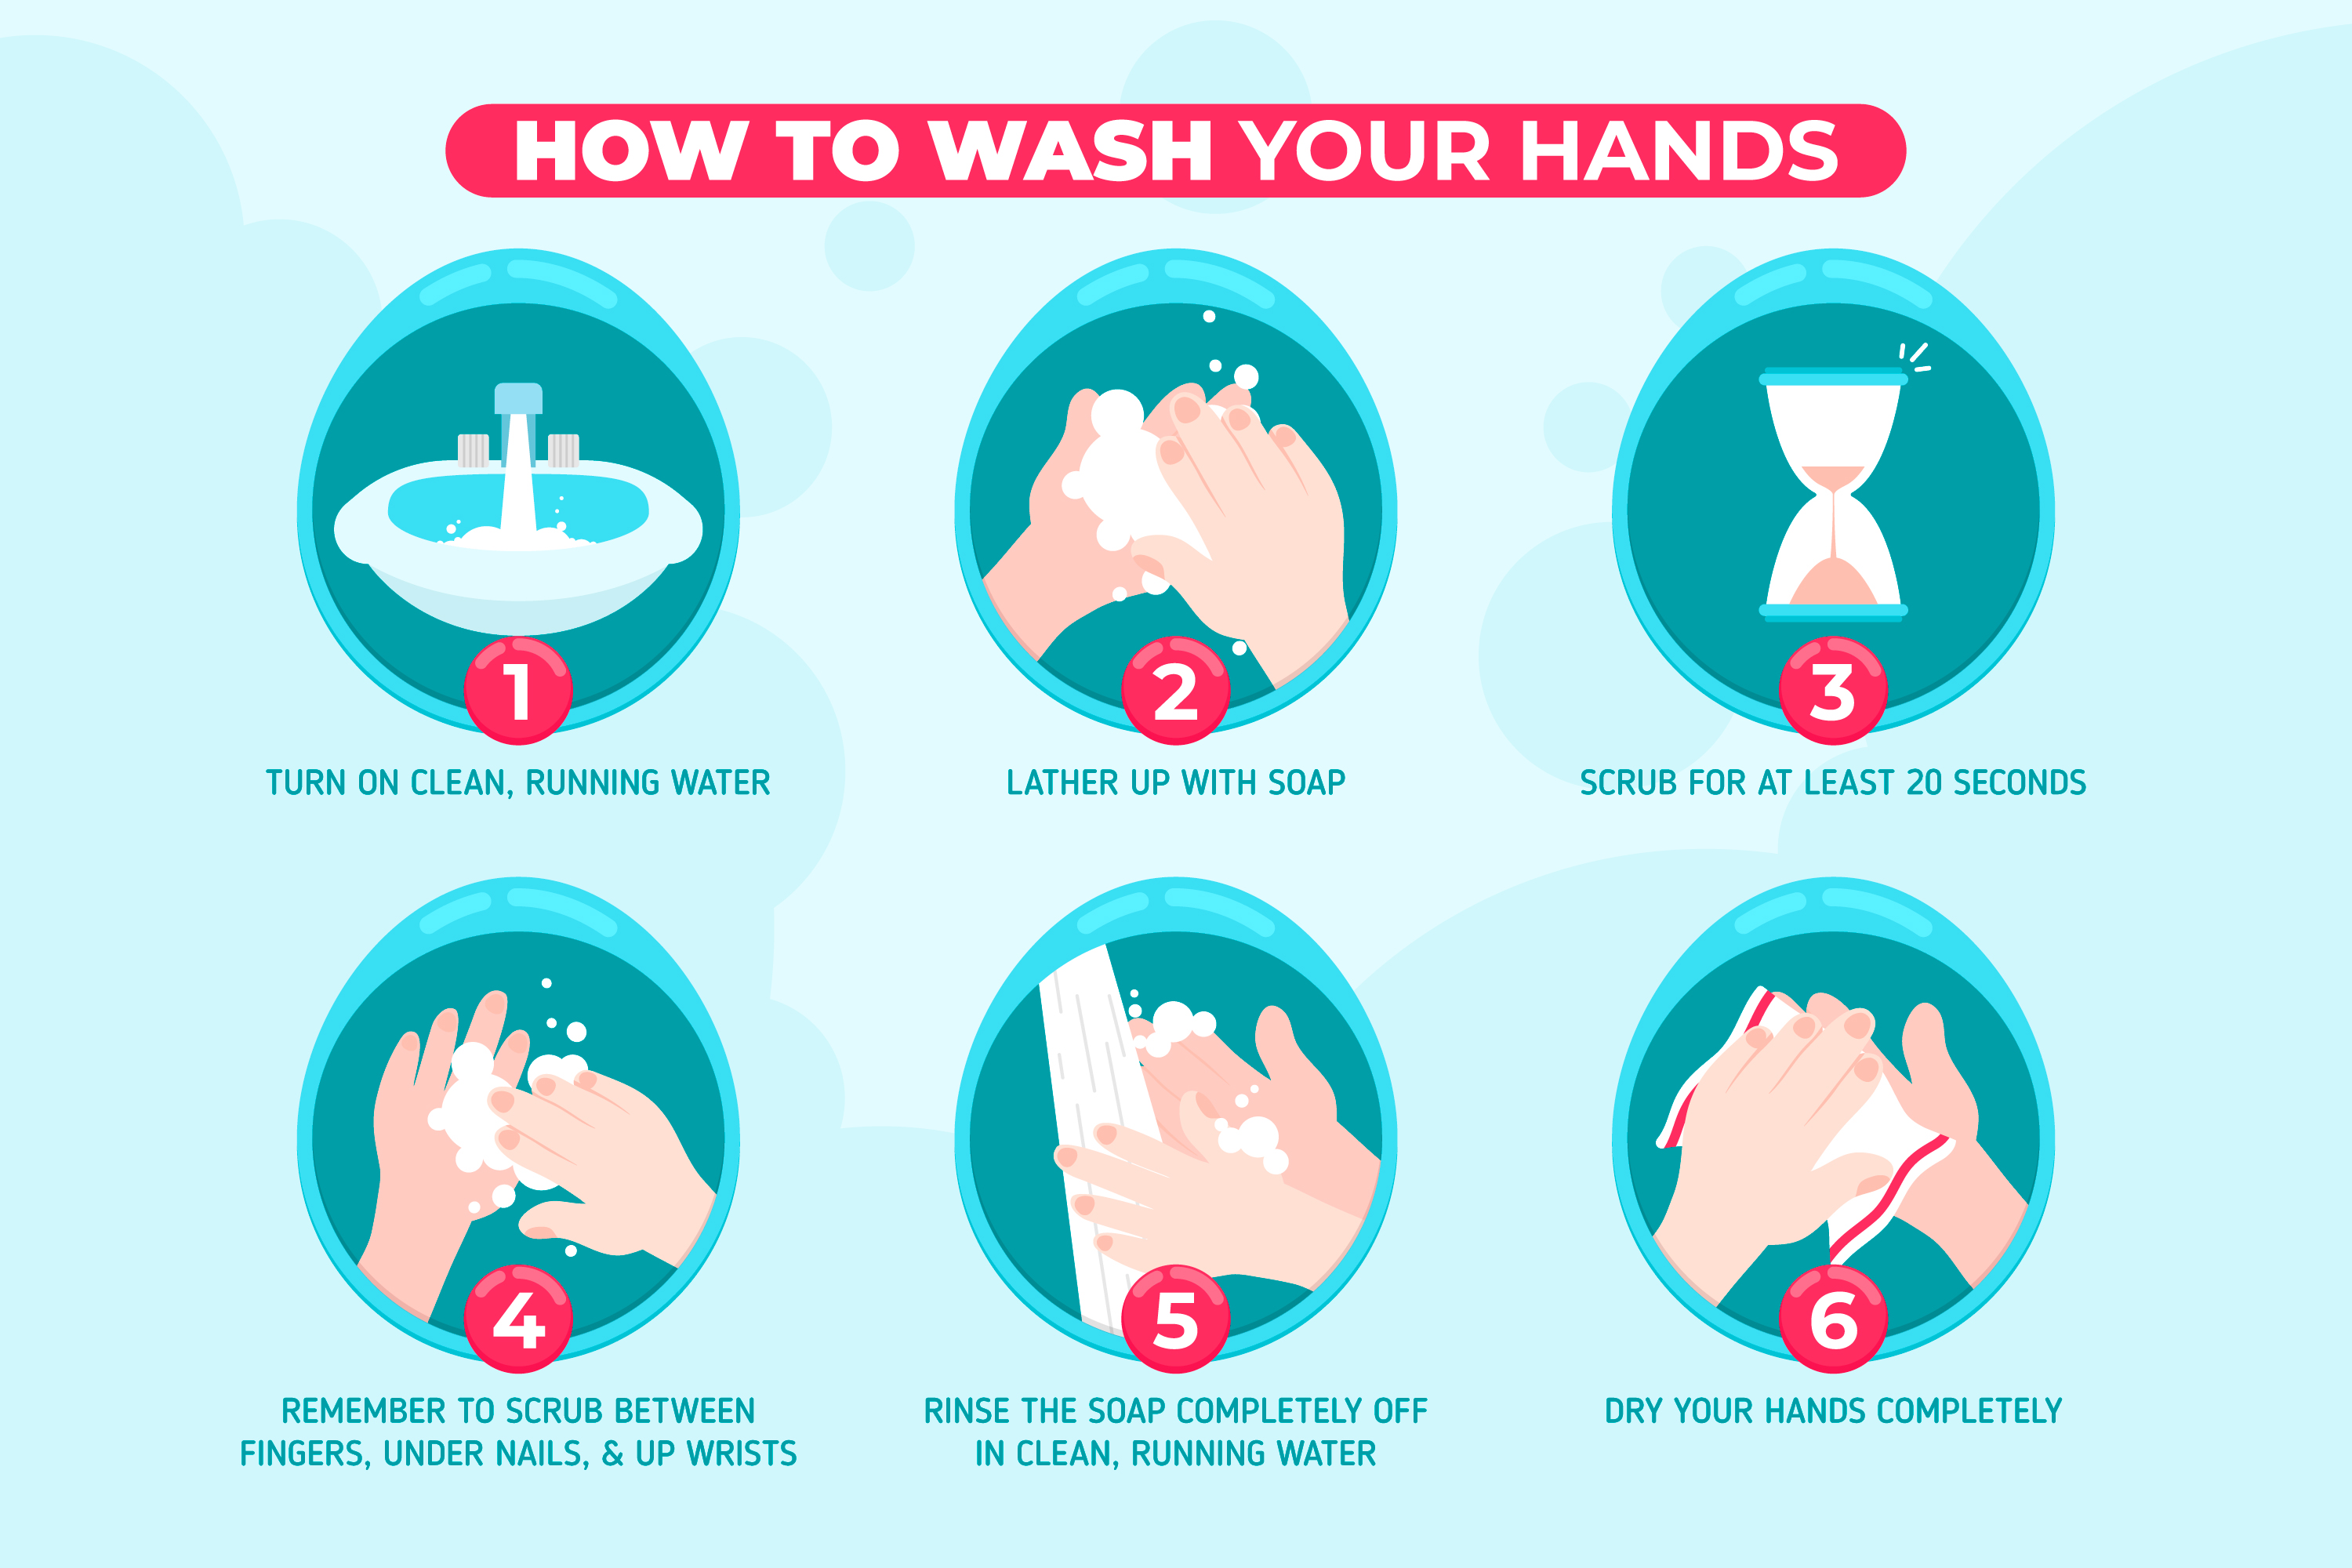 HOW TO WASH YOUR HANDS
1
TURN ON CLEAN, RUNNING WATER
2
LATHER UP WITH SOAP
3
SCRUB FOR AT LEAST 20 SECONDS
4
REMEMBER TO SCRUB BETWEEN
FINGERS, UNDER NAILS, & UP WRISTS
5
RINSE THE SOAP COMPLETELY OFF
IN CLEAN, RUNNING WATER
6
DRY YOUR HANDS COMPLETELY